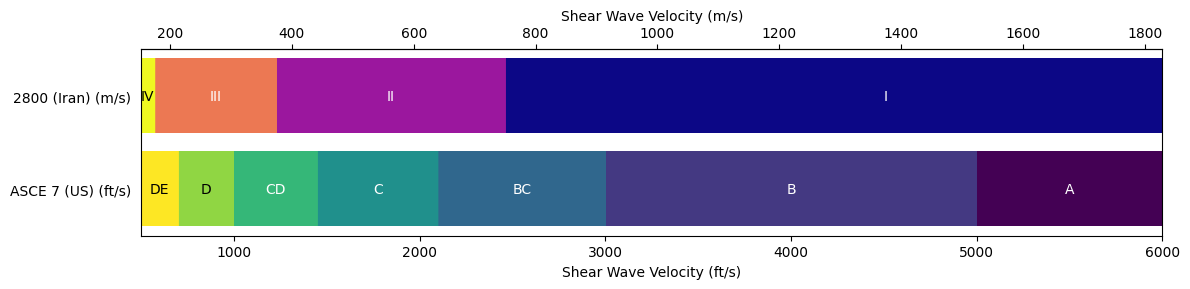 Shear Wave Velocity (m/s)
200 400 600 800 1000 1200 1400 1600 1800
2800 (Iran) (m/s) IV III II I
ASCE 7 (US) (ft/s) DE D CD C BC B A
1000 2000 3000 4000 5000 6000
Shear Wave Velocity (ft/s)